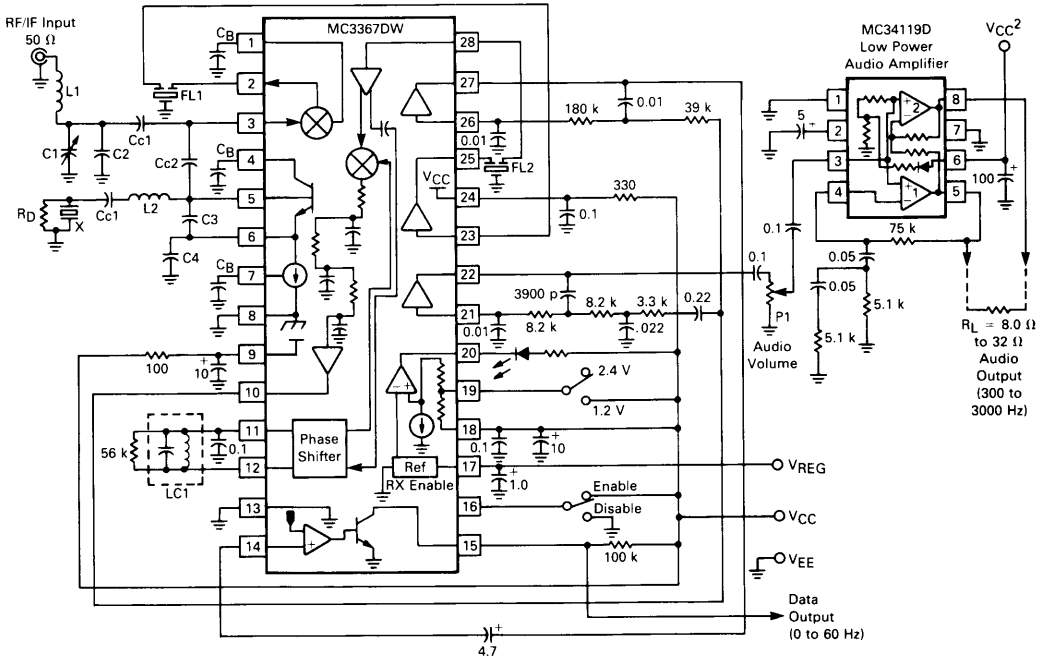 RF/IF Input
50 Ω
L1
C1
C2
Cc1
Cc2
FL1
C3
C4
RD
X
Cc1
L2
CB
CB
CB
100
+
10
56 k
LC1
0.1
MC3367DW
1
2
3
4
5
6
7
8
9
10
11
12
13
14
28
27
26
25
24
23
22
21
20
19
18
17
16
15
Phase
Shifter
- +
Ref
RX Enable
+
VCC
0.01
180 k
0.01
39 k
FL2
330
0.1
3900 p
0.01
8.2 k
8.2 k
.022
3.3 k
0.22
2.4 V
1.2 V
0.1
+
10
+
1.0
Enable
Disable
100 k
4.7
+
0.1
P1
Audio
Volume
0.1
MC34119D
Low Power
Audio Amplifier
1
2
3
4
8
7
6
5
+
-
2
+
-
1
5
+
VCC2
+
100
75 k
0.05
0.05
5.1 k
5.1 k
RL = 8.0 Ω
to 32 Ω
Audio
Output
(300 to
3000 Hz)
VREG
VCC
VEE
Data
Output
(0 to 60 Hz)